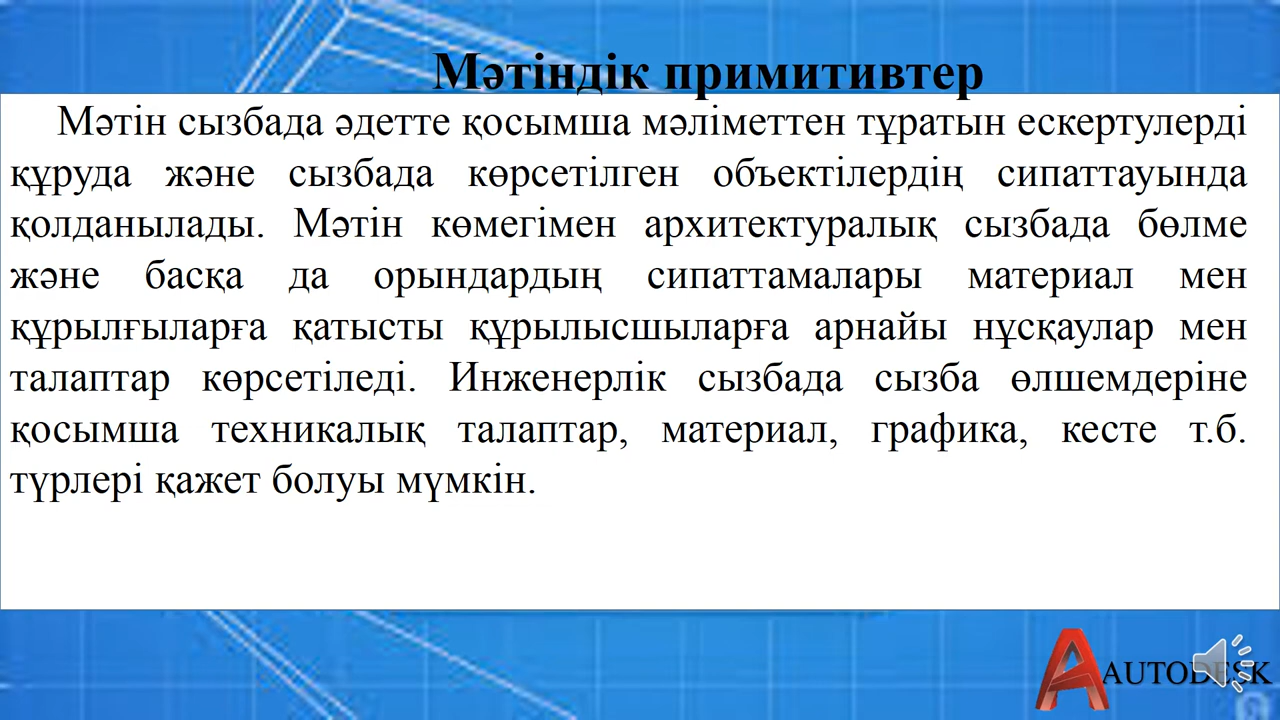 Мәтіндік примитивтер
Мәтін сызбада әдетте қосымша мәліметтен тұратын ескертулерді
құруда және сызбада көрсетілген объектілердің сипаттауында
қолданылады. Мәтін көмегімен архитектуралық сызбада бөлме
және басқа да орындардың сипаттамалары материал мен
құрылғыларға қатысты құрылысшыларға арнайы нұсқаулар мен
талаптар көрсетіледі. Инженерлік сызбада сызба өлшемдеріне
қосымша техникалық талаптар, материал, графика, кесте т.б.
түрлері қажет болуы мүмкін.
AUTODESK